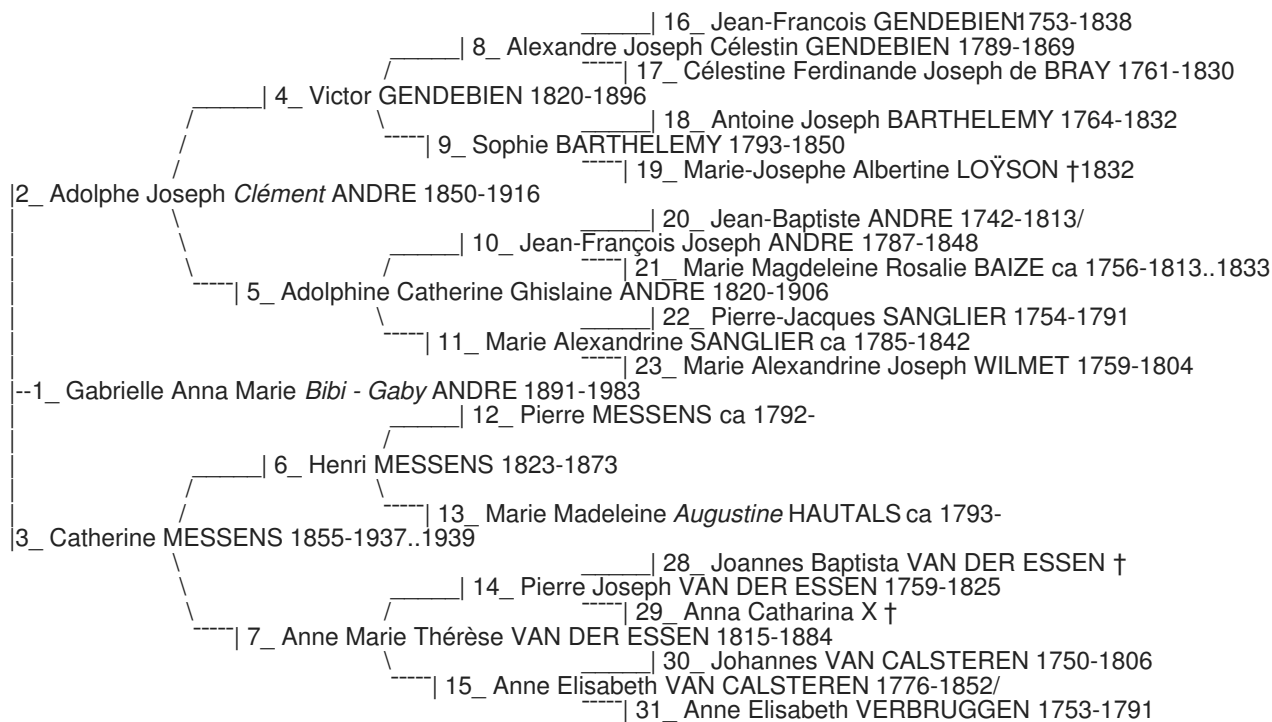 16_ Jean-Francois GENDEBIEN1753-1838
8_ Alexandre Joseph Célestin GENDEBIEN 1789-1869
17_ Célestine Ferdinande Joseph de BRAY 1761-1830
4_ Victor GENDEBIEN 1820-1896
18_ Antoine Joseph BARTHELEMY 1764-1832
9_ Sophie BARTHELEMY 1793-1850
19_ Marie-Josephe Albertine LOŸSON †1832
2_ Adolphe Joseph Clément ANDRE 1850-1916
20_ Jean-Baptiste ANDRE 1742-1813/
10_ Jean-François Joseph ANDRE 1787-1848
21_ Marie Magdeleine Rosalie BAIZE ca 1756-1813..1833
5_ Adolphine Catherine Ghislaine ANDRE 1820-1906
22_ Pierre-Jacques SANGLIER 1754-1791
11_ Marie Alexandrine SANGLIER ca 1785-1842
23_ Marie Alexandrine Joseph WILMET 1759-1804
--1_ Gabrielle Anna Marie Bibi - Gaby ANDRE 1891-1983
12_ Pierre MESSENS ca 1792-
6_ Henri MESSENS 1823-1873
13_ Marie Madeleine Augustine HAUTALS ca 1793-
3_ Catherine MESSENS 1855-1937..1939
28_ Joannes Baptista VAN DER ESSEN †
14_ Pierre Joseph VAN DER ESSEN 1759-1825
29_ Anna Catharina X †
7_ Anne Marie Thérèse VAN DER ESSEN 1815-1884
30_ Johannes VAN CALSTEREN 1750-1806
15_ Anne Elisabeth VAN CALSTEREN 1776-1852/
31_ Anne Elisabeth VERBRUGGEN 1753-1791